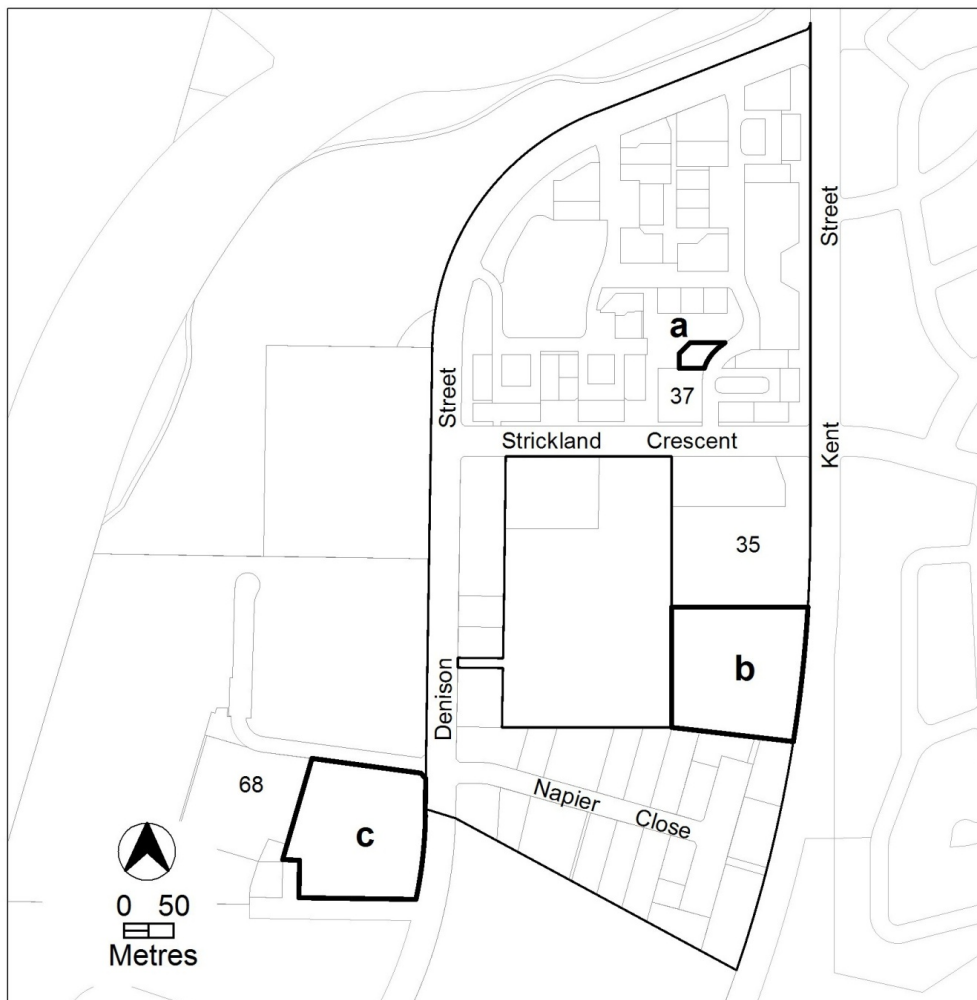 Street
a
Street
37
Strickland Crescent
Kent
35
b
Denison
68
Napier
Close
c
0 50
Metres